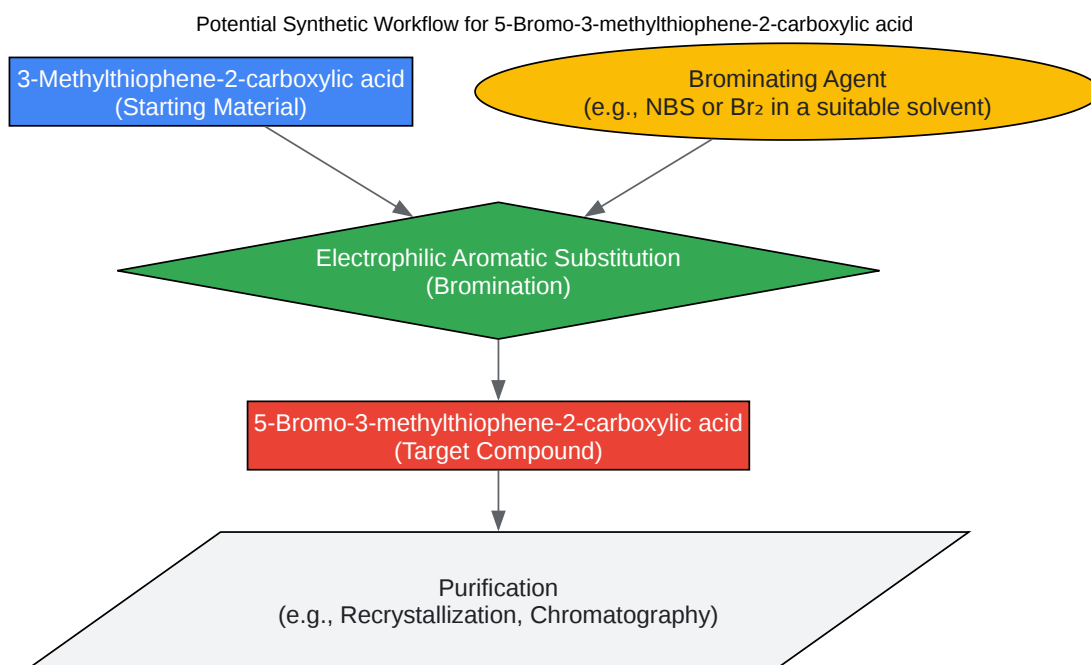 Potential Synthetic Workflow for 5-Bromo-3-methylthiophene-2-carboxylic acid
3-Methylthiophene-2-carboxylic acid
(Starting Material)
Brominating Agent
(e.g., NBS or Br₂ in a suitable solvent)
Electrophilic Aromatic Substitution
(Bromination)
5-Bromo-3-methylthiophene-2-carboxylic acid
(Target Compound)
Purification
(e.g., Recrystallization, Chromatography)